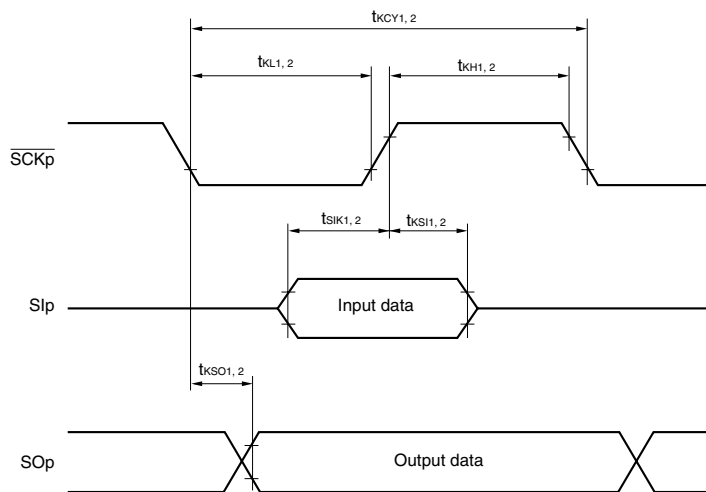 tKCY1, 2
tKL1, 2
tKH1, 2
SCKp
tSIK1, 2
tKSI1, 2
SIp
Input data
tKSO1, 2
SOp
Output data